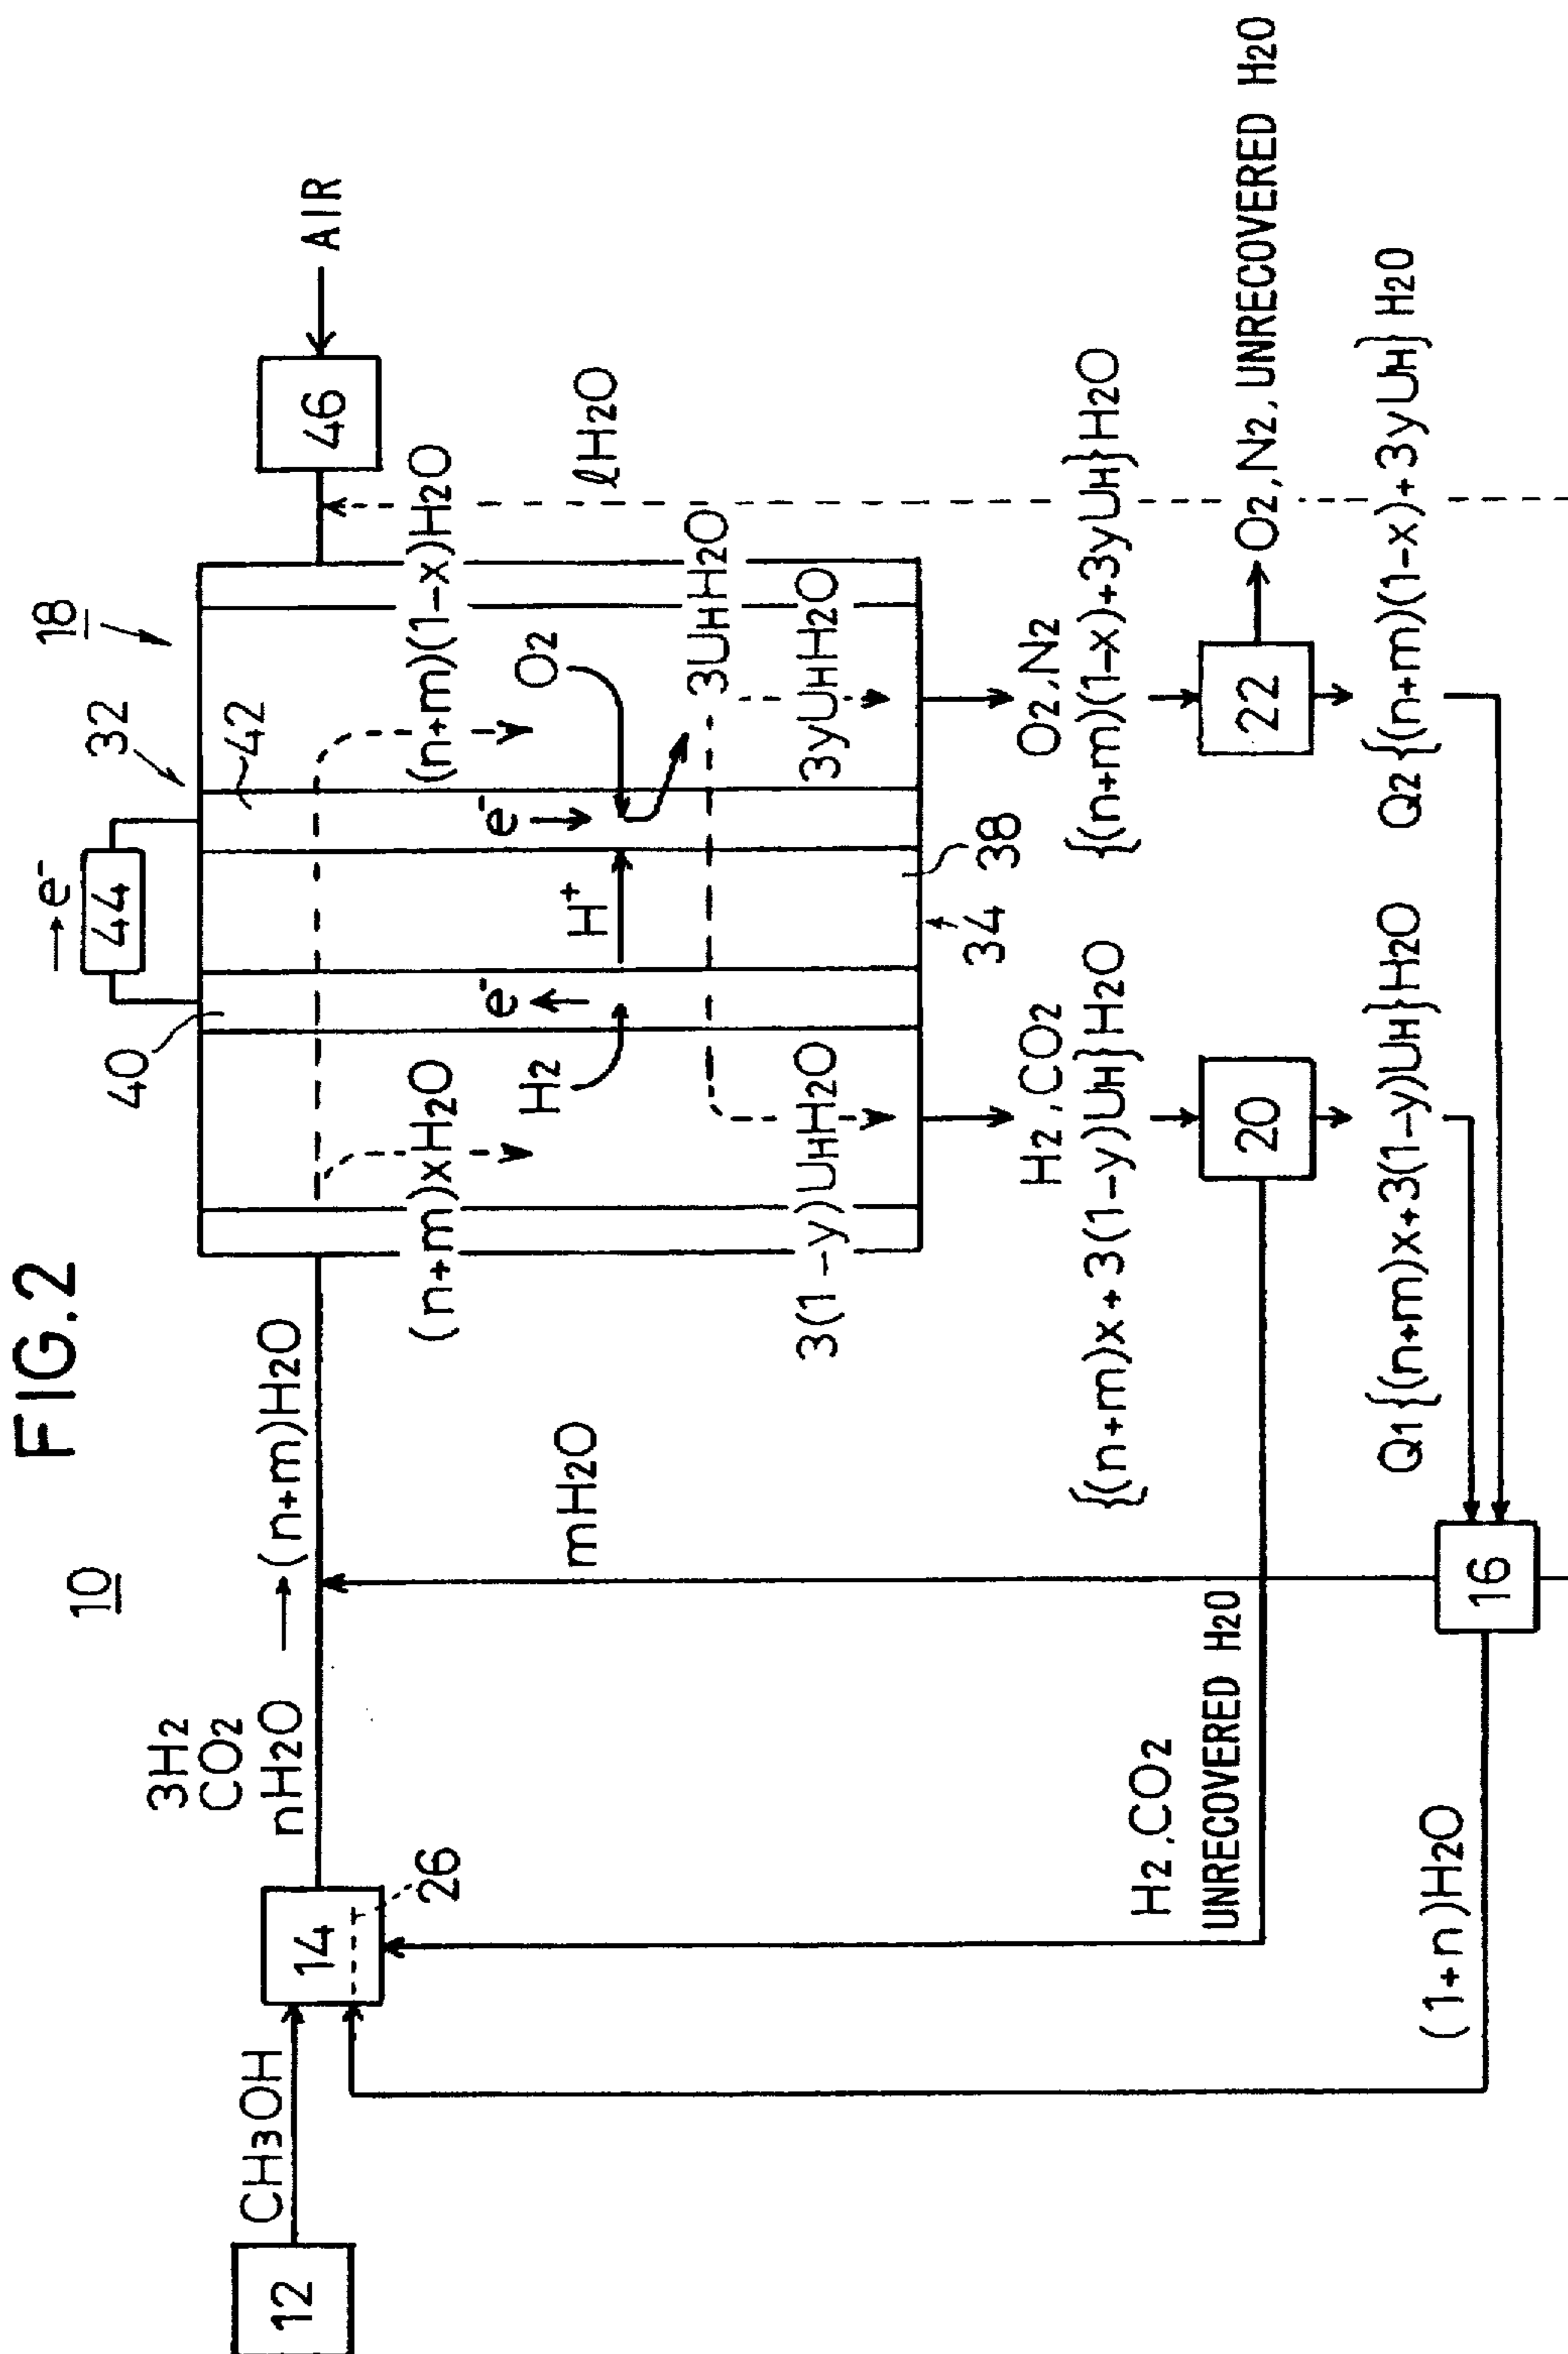 FIG.2
10
18
32
→e⁻
44
42
40
12
CH3OH
14
26
3H2
CO2
nH2O → (n+m)H2O
46
AIR
(n+m)xH2O
(n+m)(1-x)H2O
e⁻
e⁻
H2
H⁺
O2
ℓH2O
mH2O
3UHH2O
3(1-y)UHH2O
3yUHH2O
34
38
H2,CO2
{(n+m)x+3(1-y)UH}H2O
O2,N2
{(n+m)(1-x)+3yUH}H2O
H2,CO2
UNRECOVERED H2O
20
22
O2,N2,UNRECOVERED H2O
Q1{(n+m)x+3(1-y)UH}H2O
Q2{(n+m)(1-x)+3yUH}H2O
(1+n)H2O
16